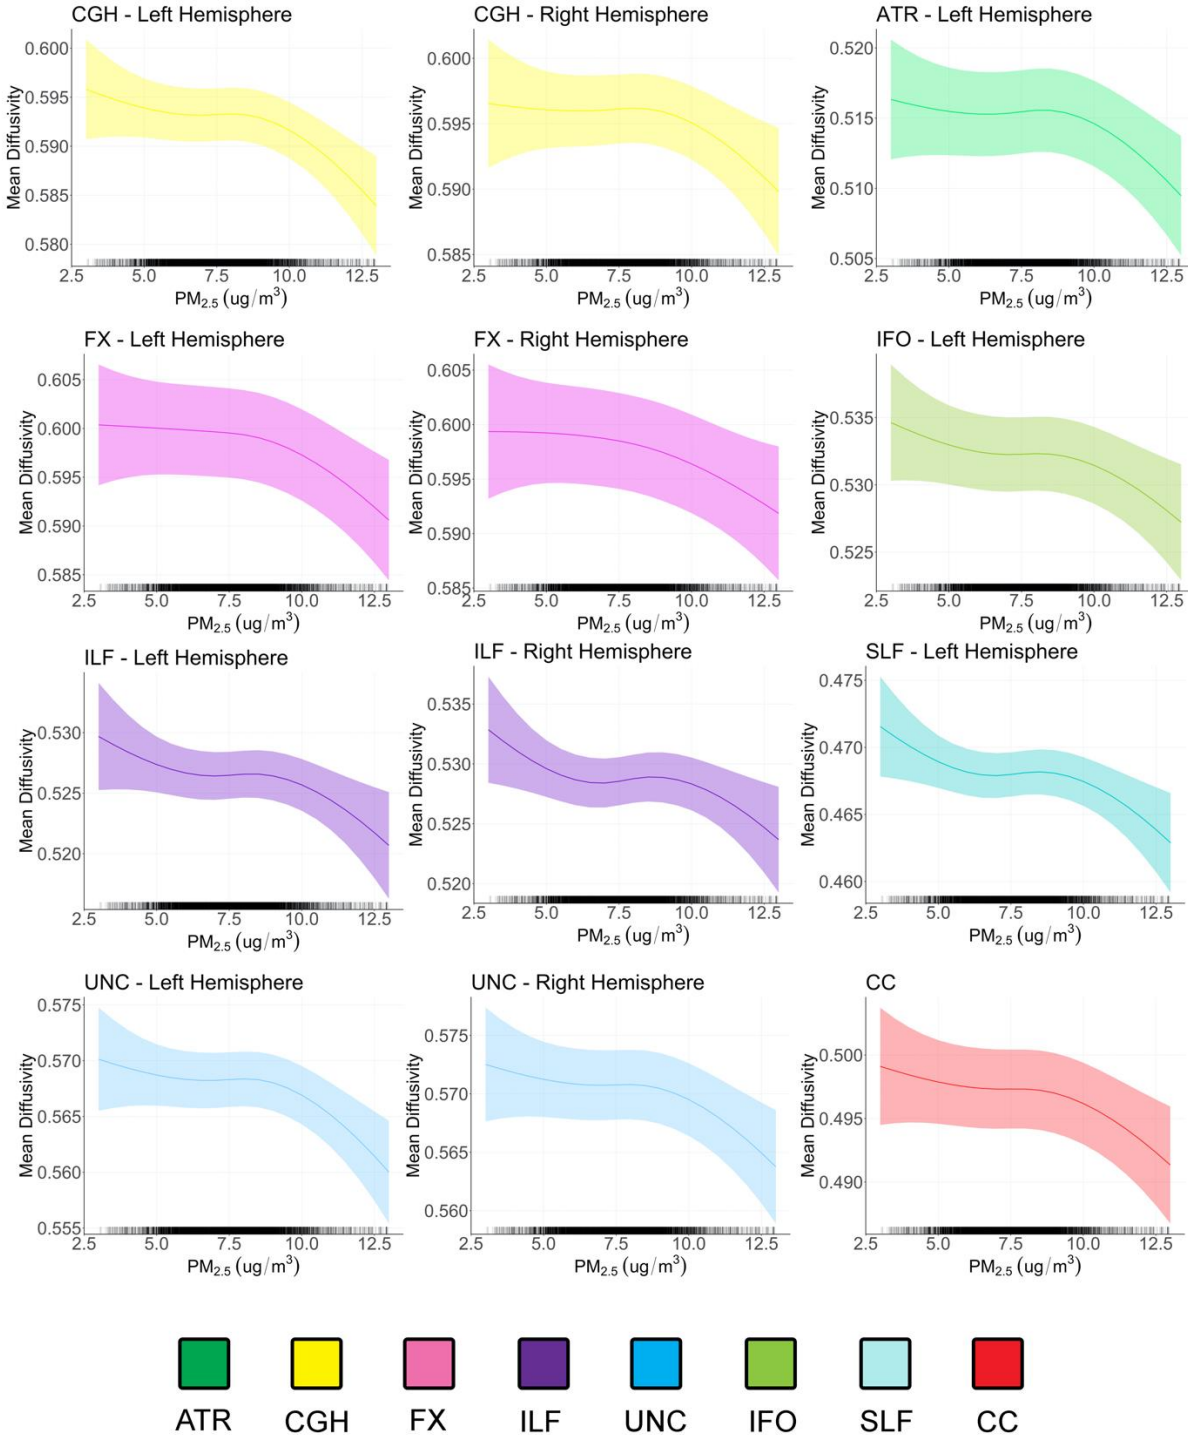 CGH - Left Hemisphere
Mean Diffusivity
0.600
0.595
0.590
0.585
0.580
2.5 5.0 7.5 10.0 12.5
PM2.5 (ug/m3)
CGH - Right Hemisphere
Mean Diffusivity
0.600
0.595
0.590
0.585
2.5 5.0 7.5 10.0 12.5
PM2.5 (ug/m3)
ATR - Left Hemisphere
Mean Diffusivity
0.520
0.515
0.510
0.505
2.5 5.0 7.5 10.0 12.5
PM2.5 (ug/m3)
FX - Left Hemisphere
Mean Diffusivity
0.605
0.600
0.595
0.590
0.585
2.5 5.0 7.5 10.0 12.5
PM2.5 (ug/m3)
FX - Right Hemisphere
Mean Diffusivity
0.605
0.600
0.595
0.590
0.585
2.5 5.0 7.5 10.0 12.5
PM2.5 (ug/m3)
IFO - Left Hemisphere
Mean Diffusivity
0.535
0.530
0.525
2.5 5.0 7.5 10.0 12.5
PM2.5 (ug/m3)
ILF - Left Hemisphere
Mean Diffusivity
0.530
0.525
0.520
2.5 5.0 7.5 10.0 12.5
PM2.5 (ug/m3)
ILF - Right Hemisphere
Mean Diffusivity
0.535
0.530
0.525
0.520
2.5 5.0 7.5 10.0 12.5
PM2.5 (ug/m3)
SLF - Left Hemisphere
Mean Diffusivity
0.475
0.470
0.465
0.460
2.5 5.0 7.5 10.0 12.5
PM2.5 (ug/m3)
UNC - Left Hemisphere
Mean Diffusivity
0.575
0.570
0.565
0.560
0.555
2.5 5.0 7.5 10.0 12.5
PM2.5 (ug/m3)
UNC - Right Hemisphere
Mean Diffusivity
0.575
0.570
0.565
0.560
2.5 5.0 7.5 10.0 12.5
PM2.5 (ug/m3)
CC
Mean Diffusivity
0.500
0.495
0.490
2.5 5.0 7.5 10.0 12.5
PM2.5 (ug/m3)
ATR CGH FX ILF UNC IFO SLF CC